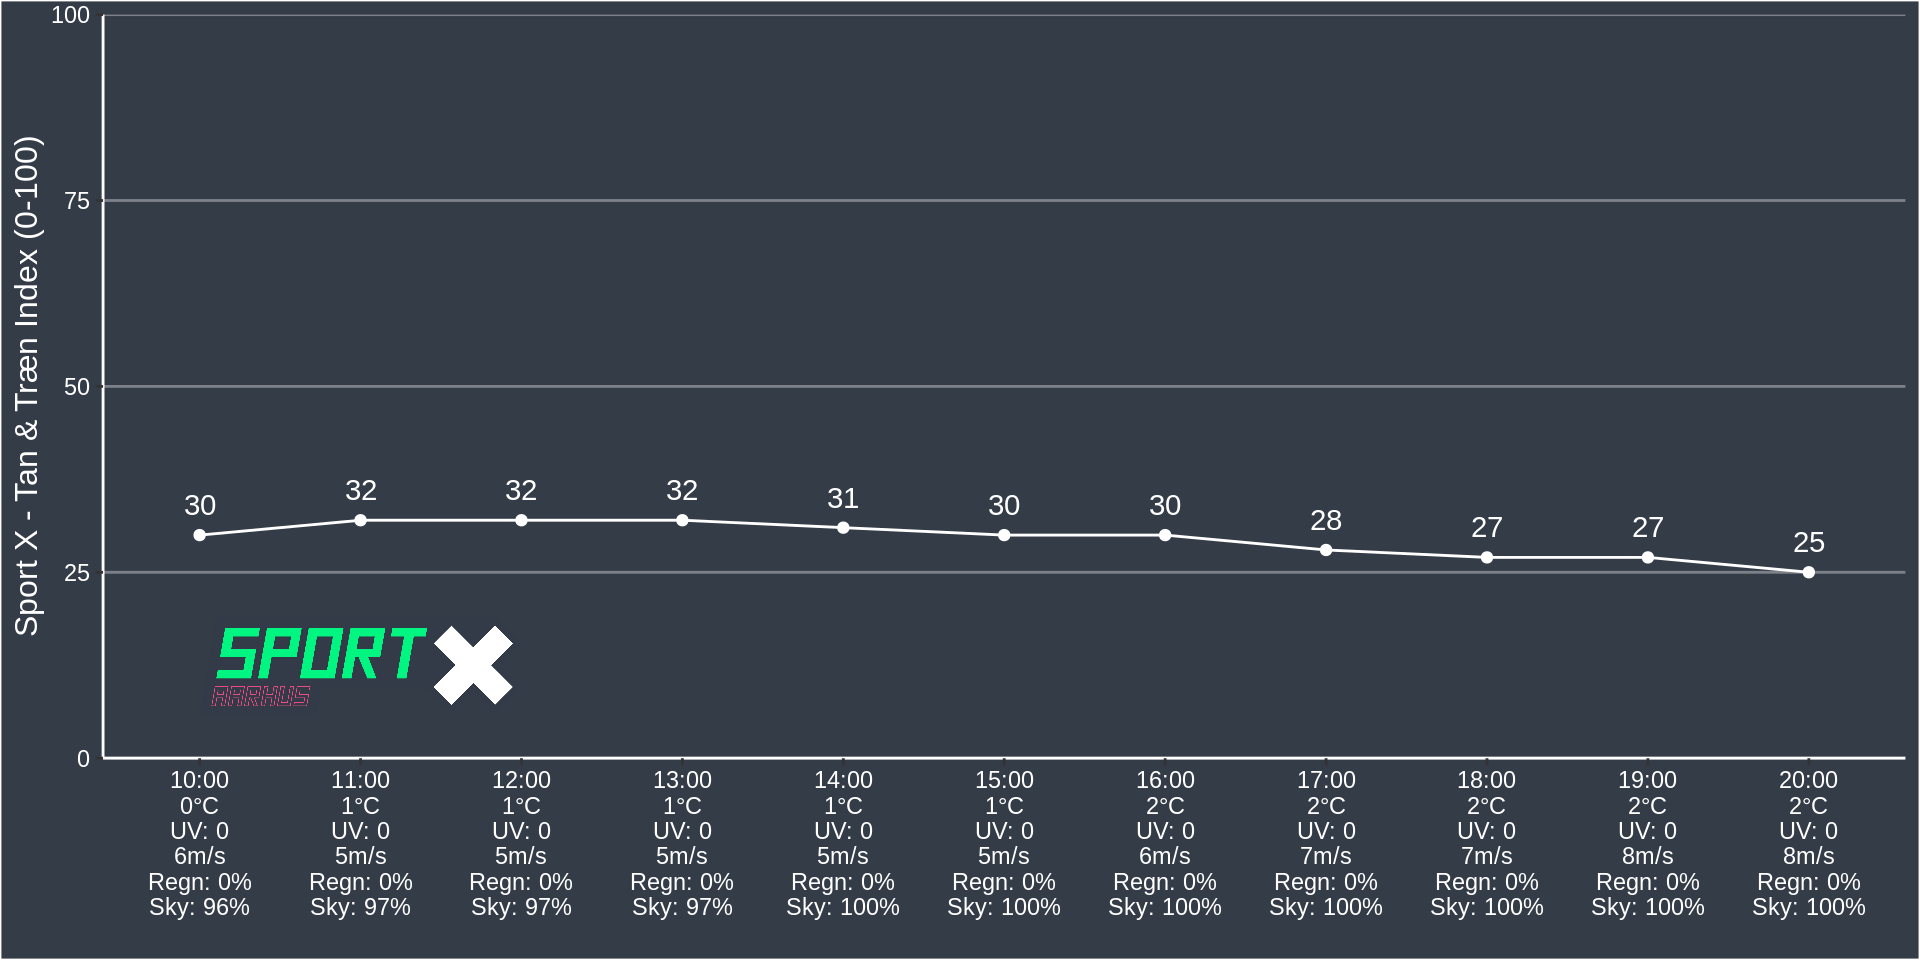 Sport X - Tan & Træn Index (0-100)
100
75
50
25
0
30
32
32
32
31
30
30
28
27
27
25
SPORT X
AARHUS
10:00 11:00 12:00 13:00 14:00 15:00 16:00 17:00 18:00 19:00 20:00
0°C 1°C 1°C 1°C 1°C 1°C 2°C 2°C 2°C 2°C 2°C
UV: 0 UV: 0 UV: 0 UV: 0 UV: 0 UV: 0 UV: 0 UV: 0 UV: 0 UV: 0 UV: 0
6m/s 5m/s 5m/s 5m/s 5m/s 5m/s 6m/s 7m/s 7m/s 8m/s 8m/s
Regn: 0% Regn: 0% Regn: 0% Regn: 0% Regn: 0% Regn: 0% Regn: 0% Regn: 0% Regn: 0% Regn: 0% Regn: 0%
Sky: 96% Sky: 97% Sky: 97% Sky: 97% Sky: 100% Sky: 100% Sky: 100% Sky: 100% Sky: 100% Sky: 100% Sky: 100%